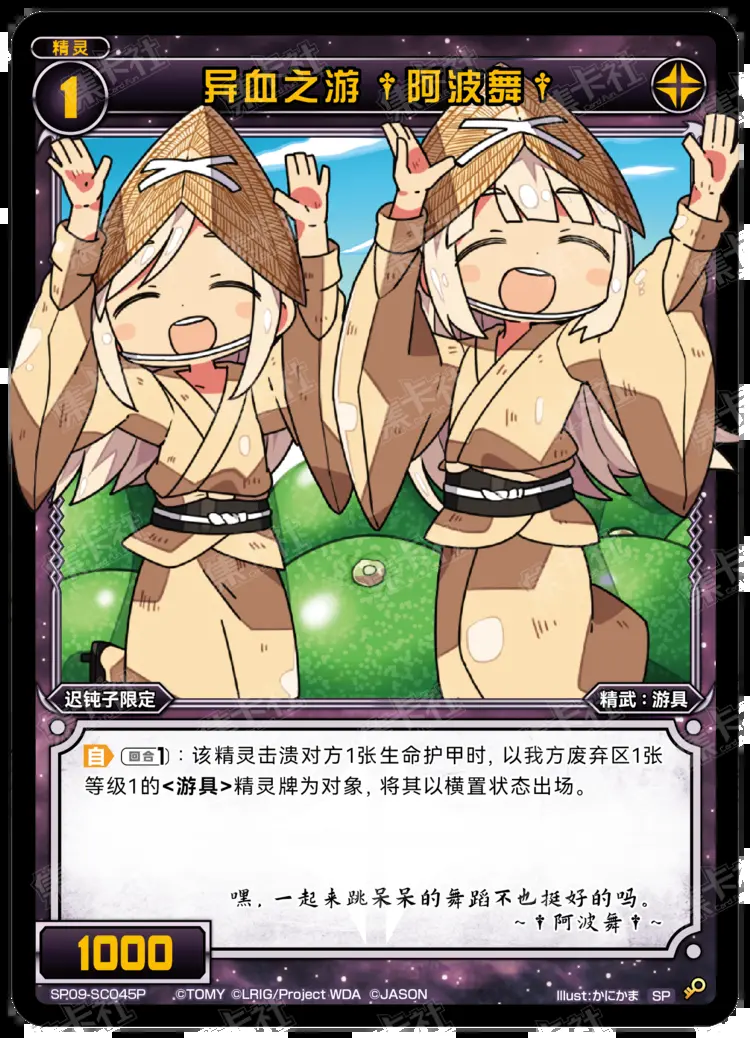 精灵
1
异血之游 †阿波舞†
迟钝子限定
精武：游具
自 回合1：该精灵击溃对方1张生命护甲时，以我方废弃区1张
等级1的<游具>精灵牌为对象，将其以横置状态出场。
嘿，一起来跳呆呆的舞蹈不也挺好的吗。
~†阿波舞†~
1000
SP09-SC045P ©TOMY ©LRIG/Project WDA ©JASON Illust:かにかま SP
集卡社